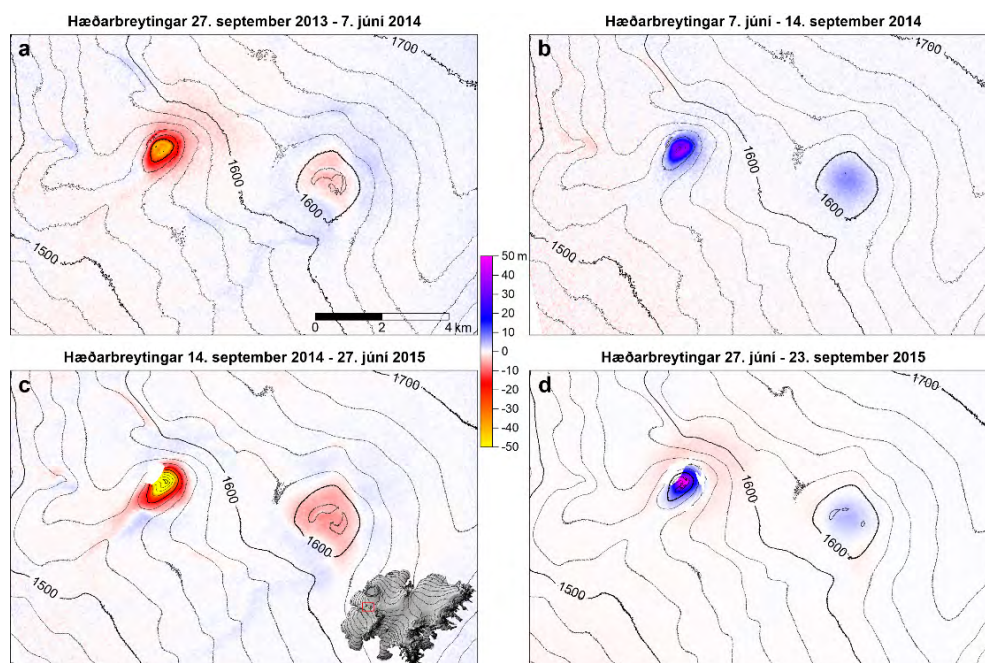 Hæðarbreytingar 27. september 2013 - 7. júní 2014
Hæðarbreytingar 7. júní - 14. september 2014
a
1700
1600
1600
1500
0 2 4 km
b
1700
1600
1600
1500
50 m
40
30
20
10
0
-10
-20
-30
-40
-50
Hæðarbreytingar 14. september 2014 - 27. júní 2015
Hæðarbreytingar 27. júní - 23. september 2015
c
1700
1600
1600
1500
d
1700
1600
1600
1500